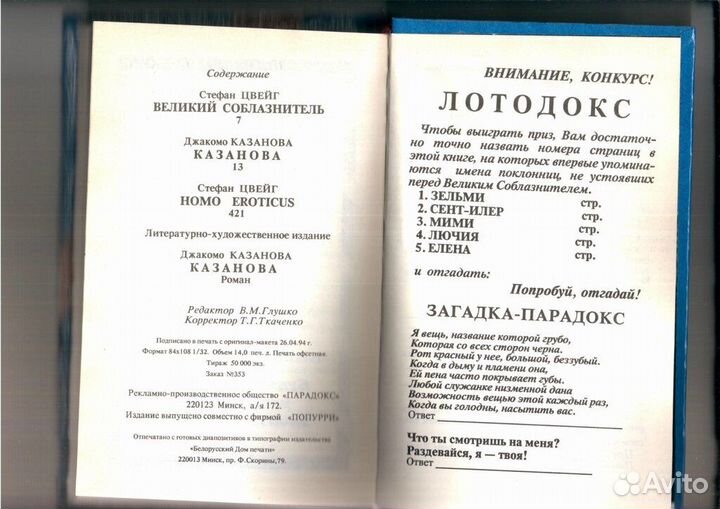 Содержание
Стефан ЦВЕЙГ
ВЕЛИКИЙ СОБЛАЗНИТЕЛЬ
7
Джакомо КАЗАНОВА
КАЗАНОВА
13
Стефан ЦВЕЙГ
HOMO EROTICUS
421
Литературно-художественное издание
Джакомо КАЗАНОВА
КАЗАНОВА
Роман
Редактор В.М.Глушко
Корректор Т.Г.Ткаченко
Подписано в печать с оригинал-макета 26.04.94 г.
Формат 84х108 1/32. Объем 14,0 печ. л. Печать офсетная.
Тираж 50 000 экз.
Заказ №353
Рекламно-производственное общество «ПАРАДОКС»
220123 Минск, а/я 172.
Издание выпущено совместно с фирмой «ПОПУРРИ»
Отпечатано с готовых диапозитивов в типографии издательства
«Белорусский Дом печати»
220013 Минск, пр. Ф.Скорины,79.
ВНИМАНИЕ, КОНКУРС!
ЛОТОДОКС
Чтобы выиграть приз, Вам достаточ-
но точно назвать номера страниц в
этой книге, на которых впервые упомина-
ются имена поклонниц, не устоявших
перед Великим Соблазнителем.
1. ЗЕЛЬМИ стр.
2. СЕНТ-ИЛЕР стр.
3. МИМИ стр.
4. ЛЮЧИЯ стр.
5. ЕЛЕНА стр.
и отгадать:
Попробуй, отгадай!
ЗАГАДКА-ПАРАДОКС
Я вещь, название которой грубо,
Которая со всех сторон черна.
Рот красный у нее, большой, беззубый.
Когда в дыму и пламени она,
Ей пена часто покрывает губы.
Любой служанке низменной дана
Возможность вещью этой каждый раз,
Когда вы голодны, насытить вас.
Ответ
Что ты смотришь на меня?
Раздевайся, я — твоя!
Ответ
Avito